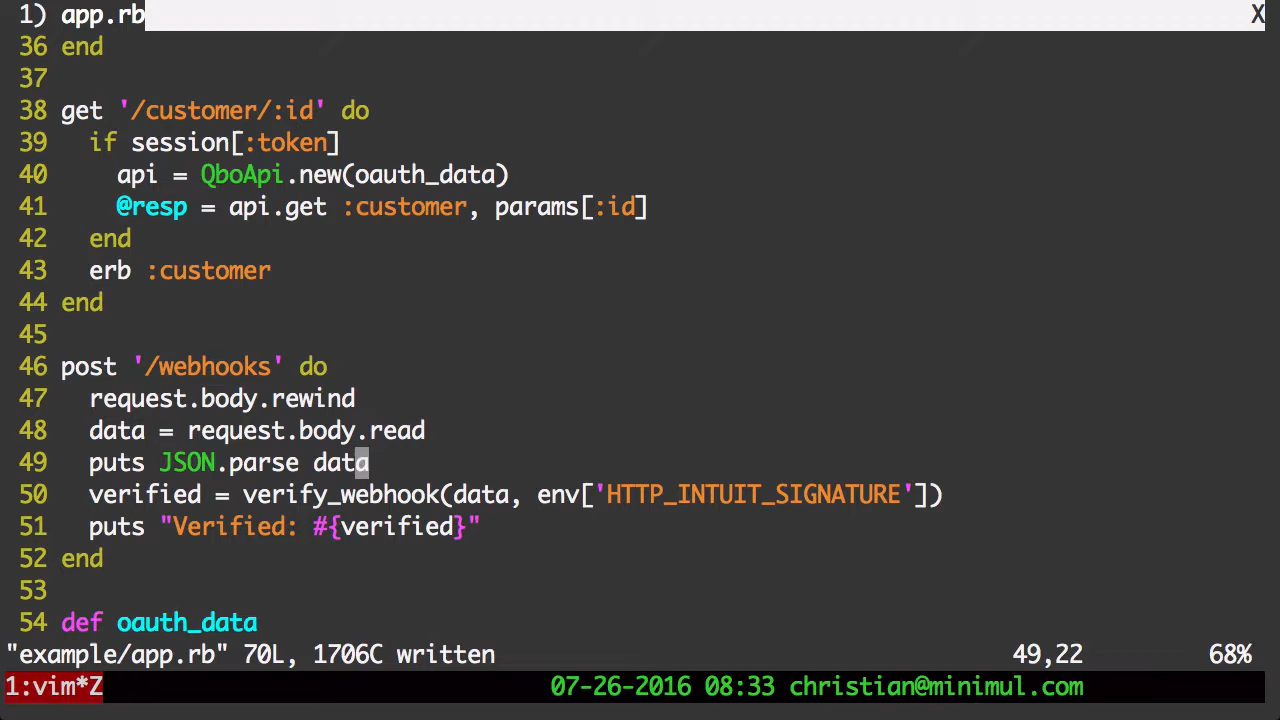 1) app.rb X
36 end
37
38 get '/customer/:id' do
39   if session[:token]
40     api = QboApi.new(oauth_data)
41     @resp = api.get :customer, params[:id]
42   end
43   erb :customer
44 end
45
46 post '/webhooks' do
47   request.body.rewind
48   data = request.body.read
49   puts JSON.parse data
50   verified = verify_webhook(data, env['HTTP_INTUIT_SIGNATURE'])
51   puts "Verified: #{verified}"
52 end
53
54 def oauth_data
"example/app.rb" 70L, 1706C written 49,22 68%
1:vim*Z 07-26-2016 08:33 christian@minimul.com